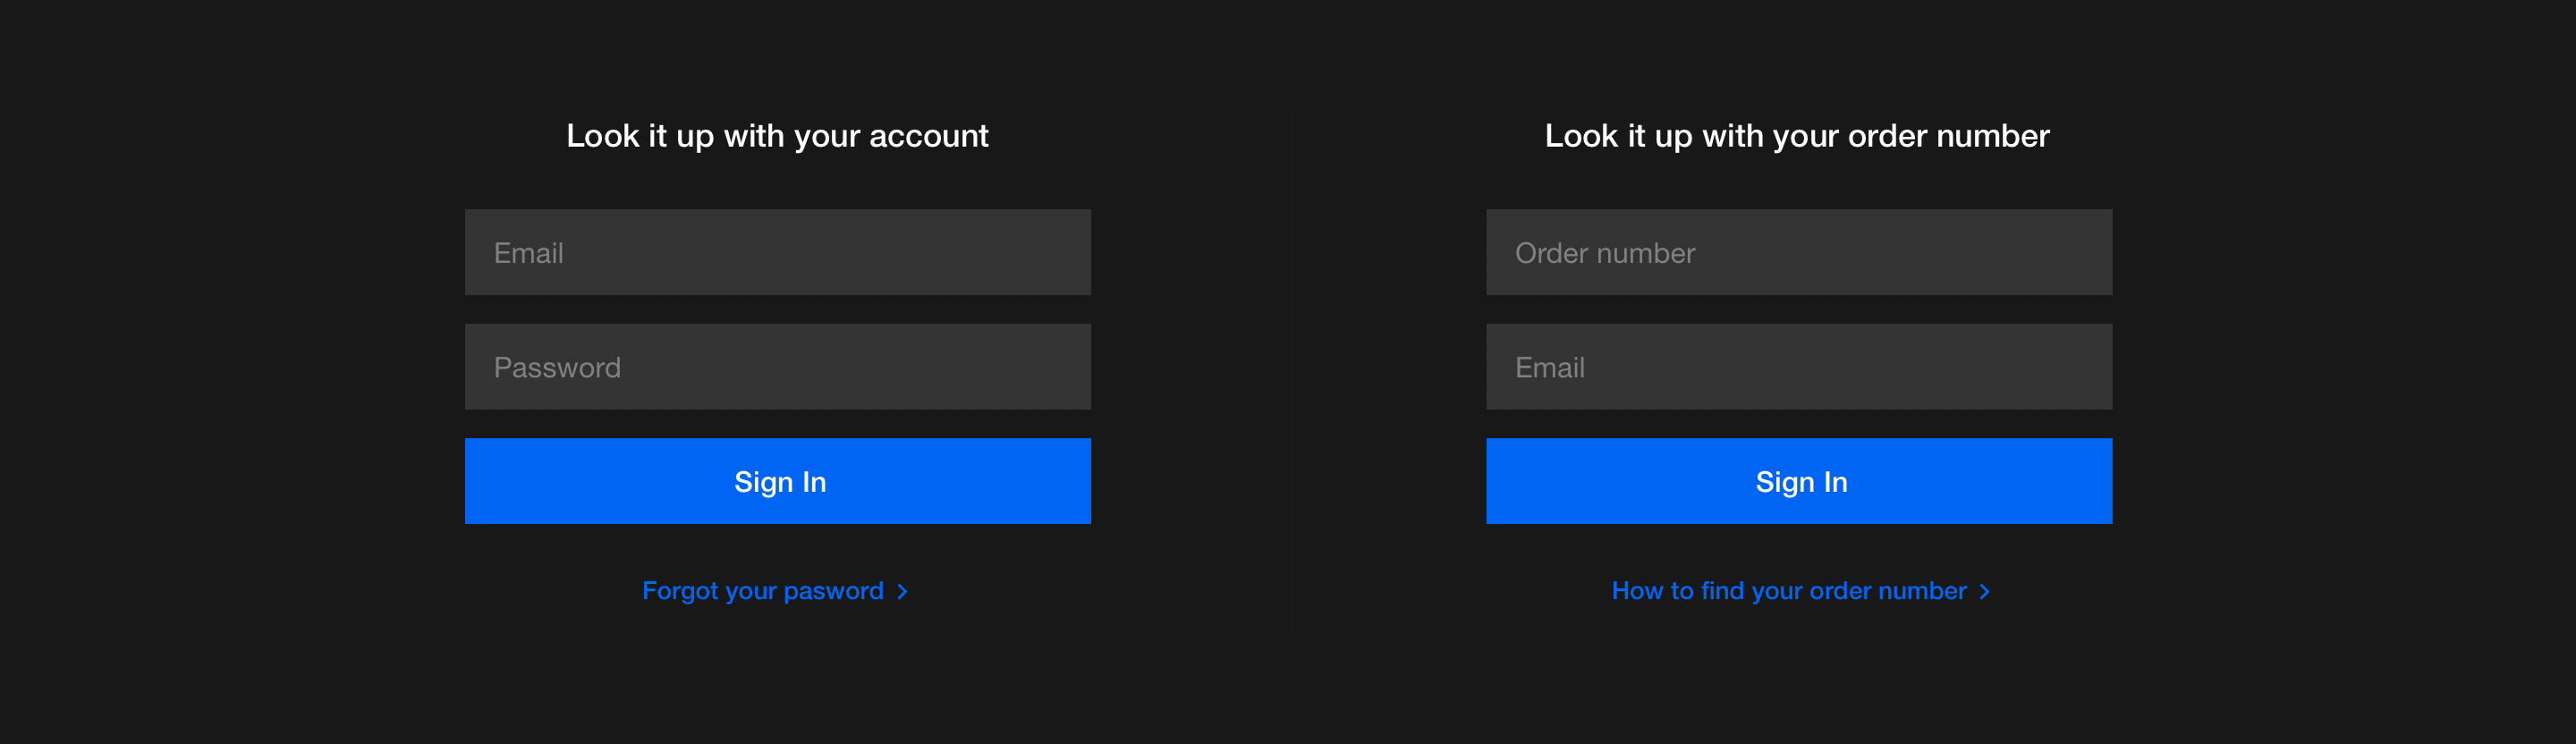 Look it up with your account
Email
Password
Sign In
Forgot your pasword
Look it up with your order number
Order number
Email
Sign In
How to find your order number